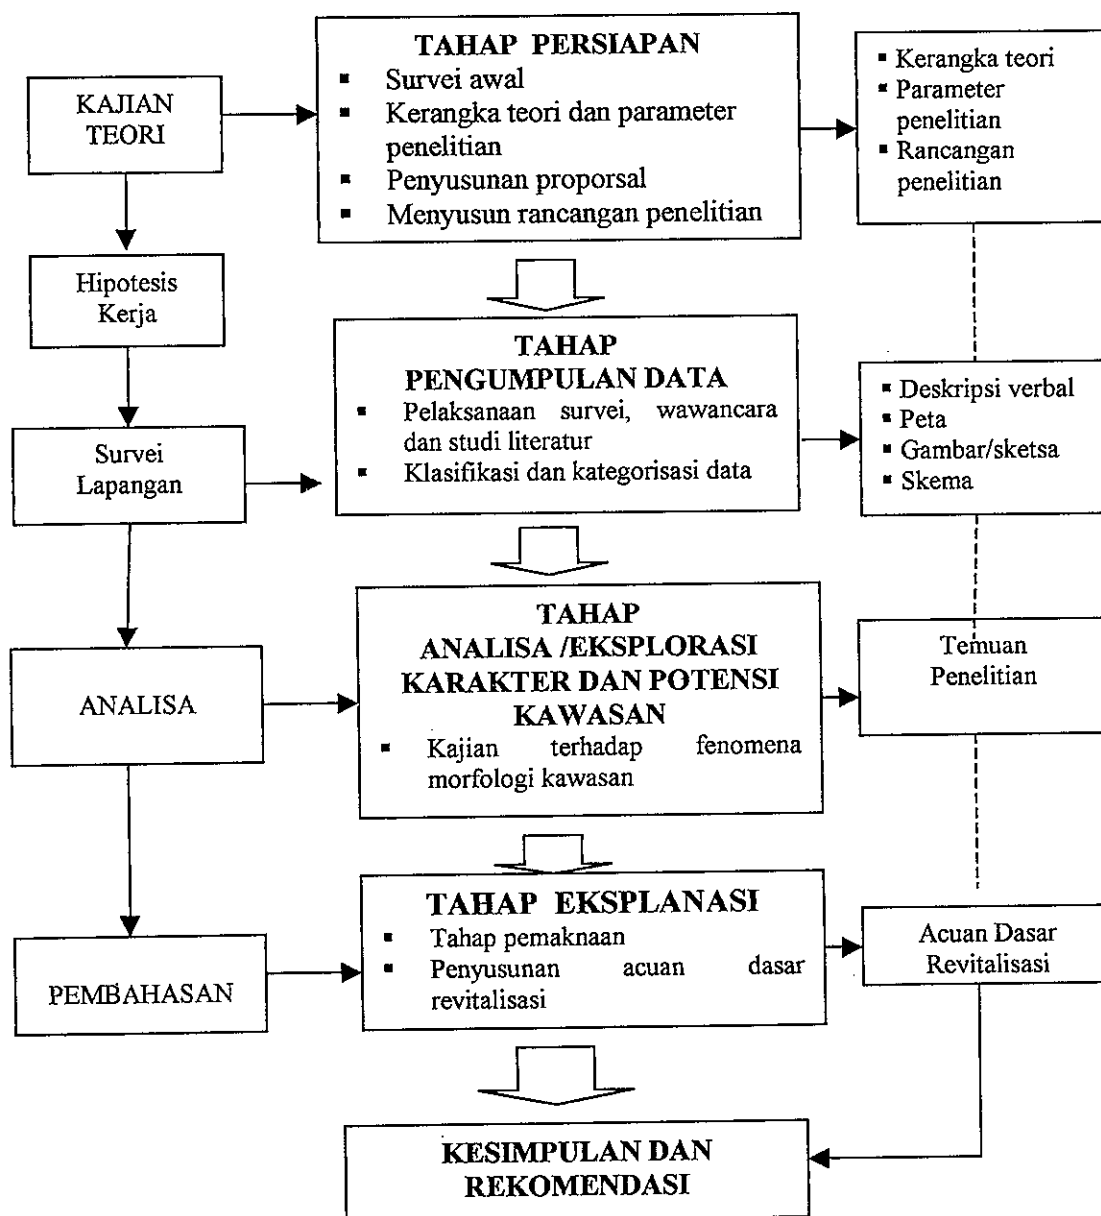 KAJIAN
TEORI
TAHAP PERSIAPAN
▪ Survei awal
▪ Kerangka teori dan parameter
penelitian
▪ Penyusunan proporsal
▪ Menyusun rancangan penelitian
▪ Kerangka teori
▪ Parameter
penelitian
▪ Rancangan
penelitian
Hipotesis
Kerja
Survei
Lapangan
TAHAP
PENGUMPULAN DATA
▪ Pelaksanaan survei, wawancara
dan studi literatur
▪ Klasifikasi dan kategorisasi data
▪ Deskripsi verbal
▪ Peta
▪ Gambar/sketsa
▪ Skema
ANALISA
TAHAP
ANALISA /EKSPLORASI
KARAKTER DAN POTENSI
KAWASAN
▪ Kajian terhadap fenomena
morfologi kawasan
Temuan
Penelitian
PEMBAHASAN
TAHAP EKSPLANASI
▪ Tahap pemaknaan
▪ Penyusunan acuan dasar
revitalisasi
Acuan Dasar
Revitalisasi
KESIMPULAN DAN
REKOMENDASI